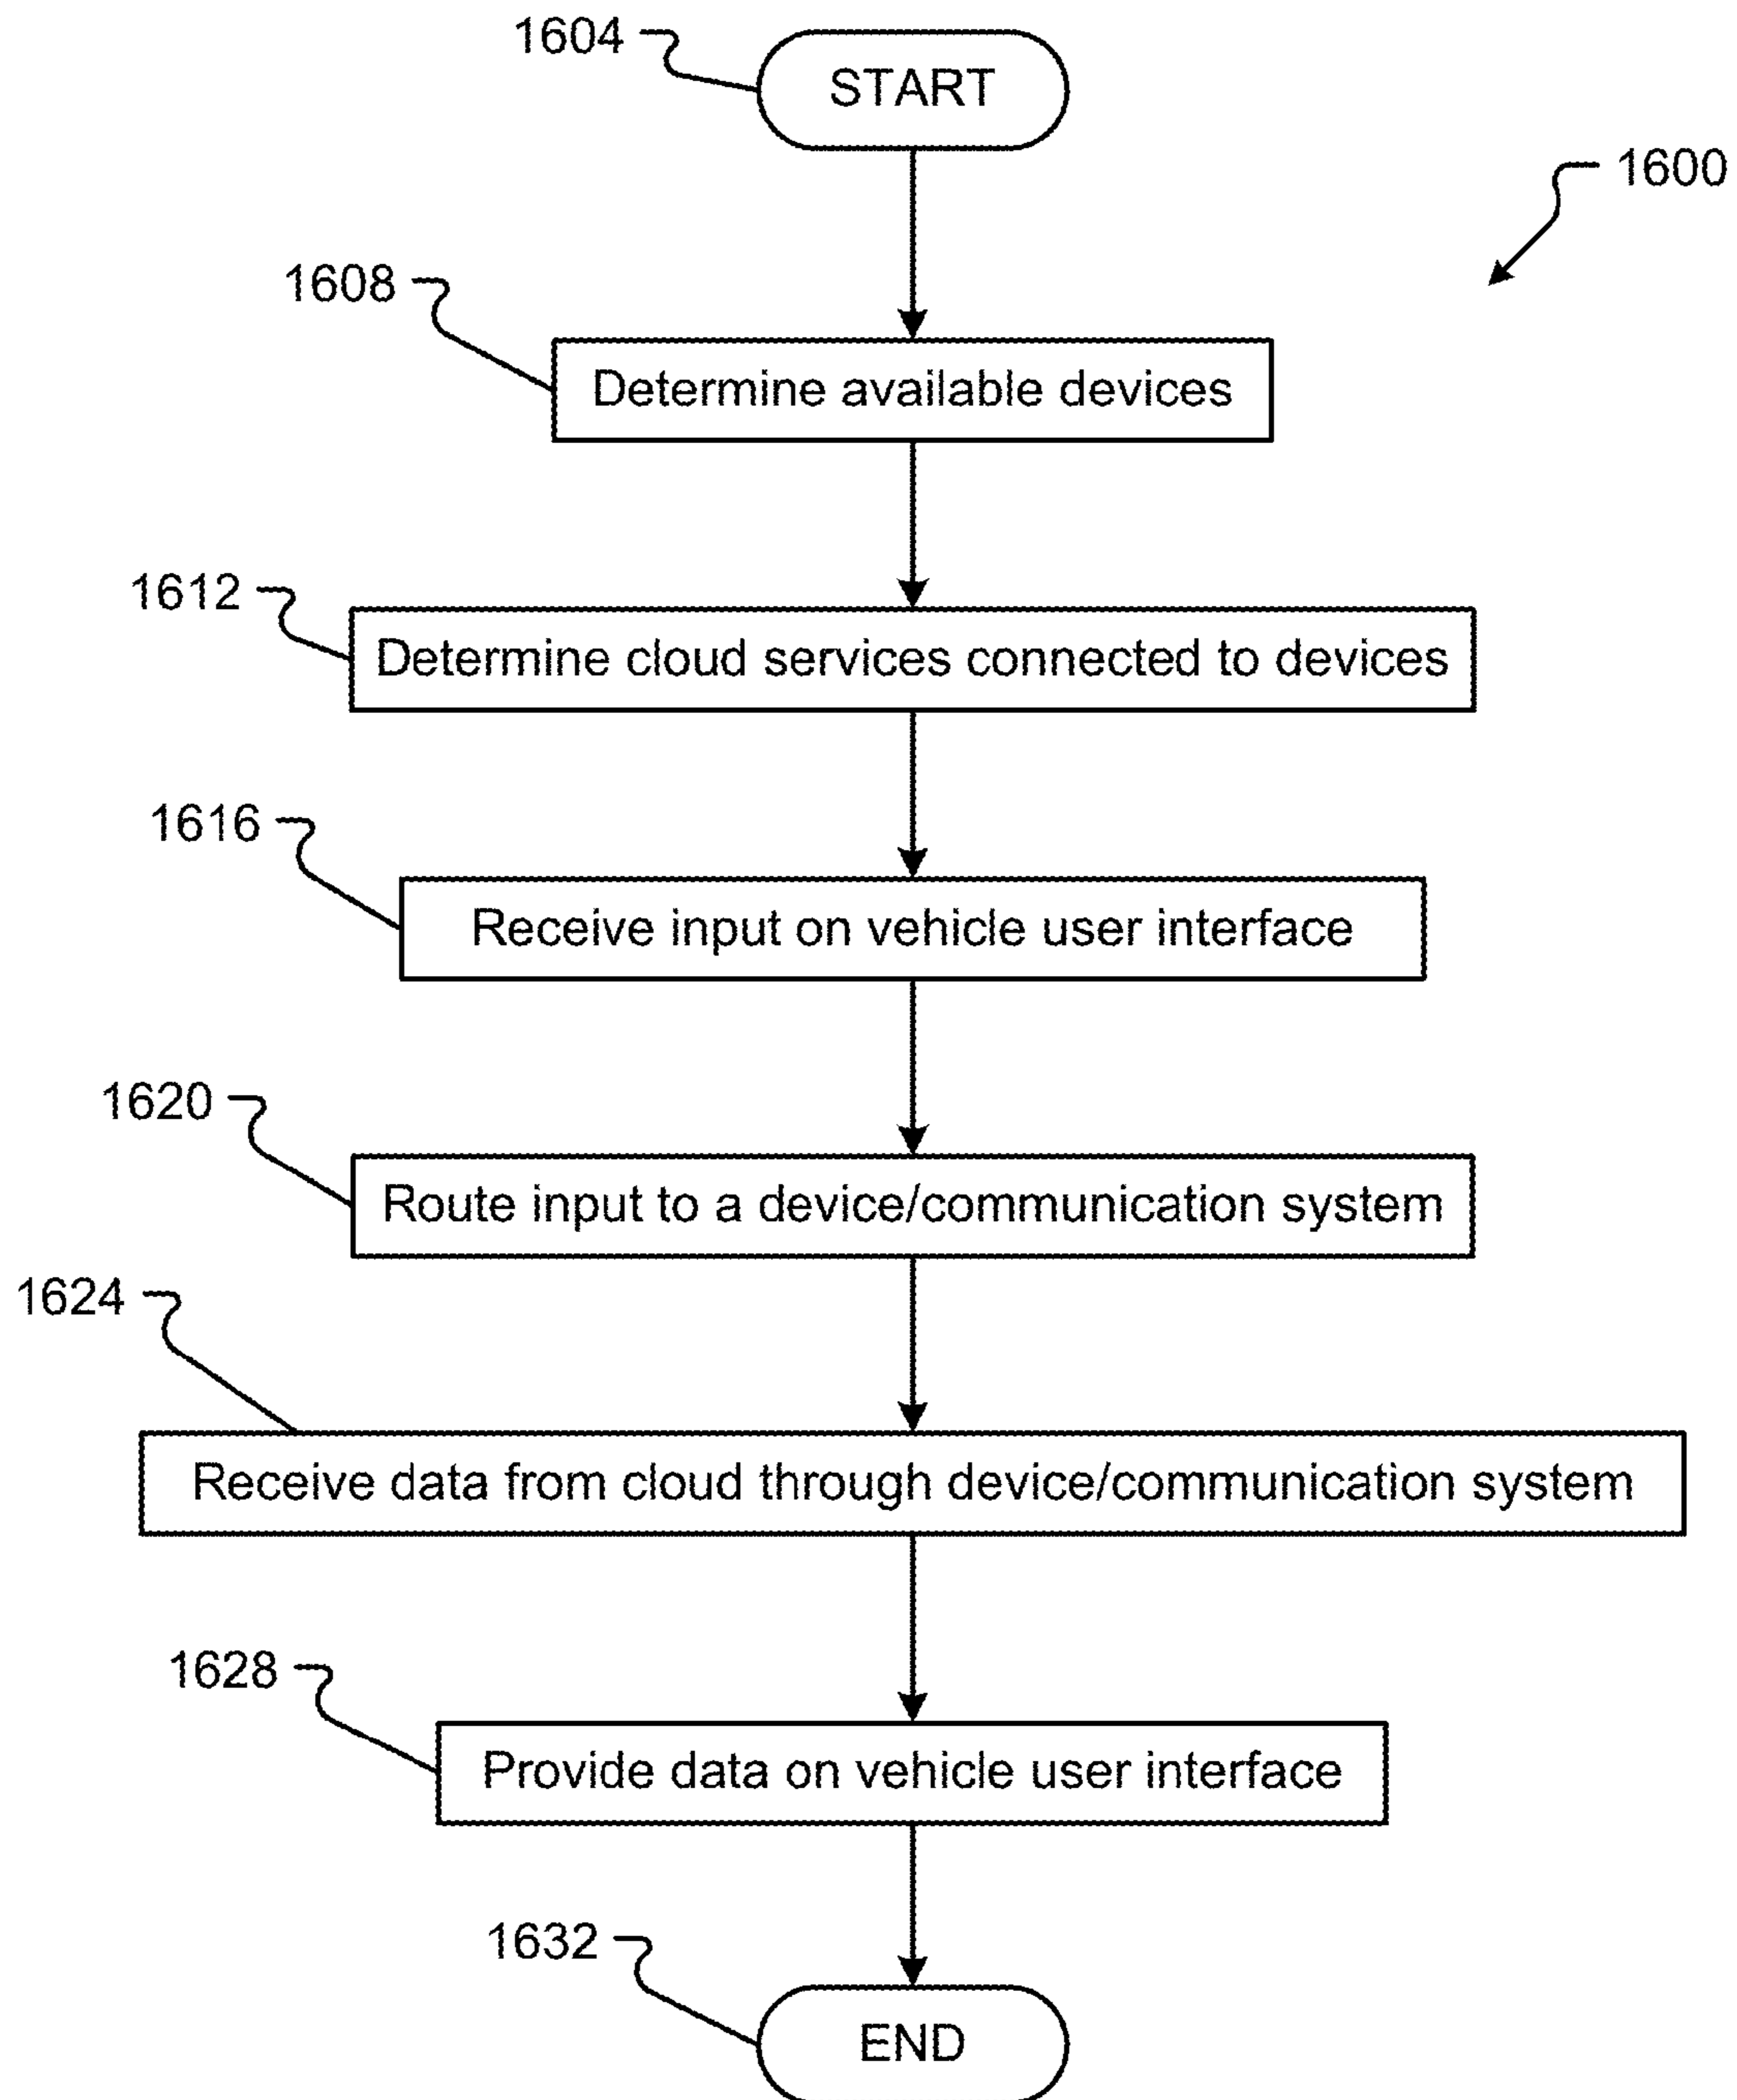 1604
START
1600
1608
Determine available devices
1612
Determine cloud services connected to devices
1616
Receive input on vehicle user interface
1620
Route input to a device/communication system
1624
Receive data from cloud through device/communication system
1628
Provide data on vehicle user interface
1632
END